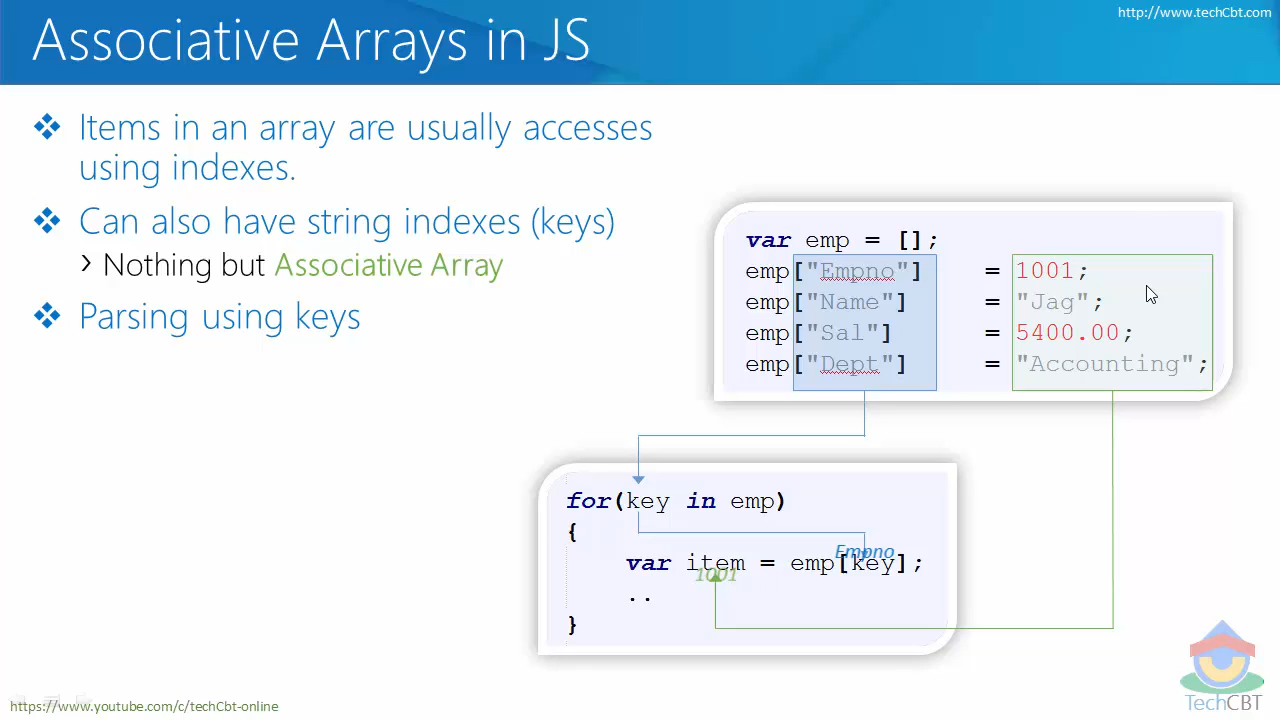 http://www.techCbt.com
Associative Arrays in JS
❖ Items in an array are usually accesses
using indexes.
❖ Can also have string indexes (keys)
› Nothing but Associative Array
❖ Parsing using keys
var emp = [];
emp["Empno"] = 1001;
emp["Name"] = "Jag";
emp["Sal"] = 5400.00;
emp["Dept"] = "Accounting";
for(key in emp)
{
Empno
var item = emp[key];
1001
..
}
TechCBT
https://www.youtube.com/c/techCbt-online